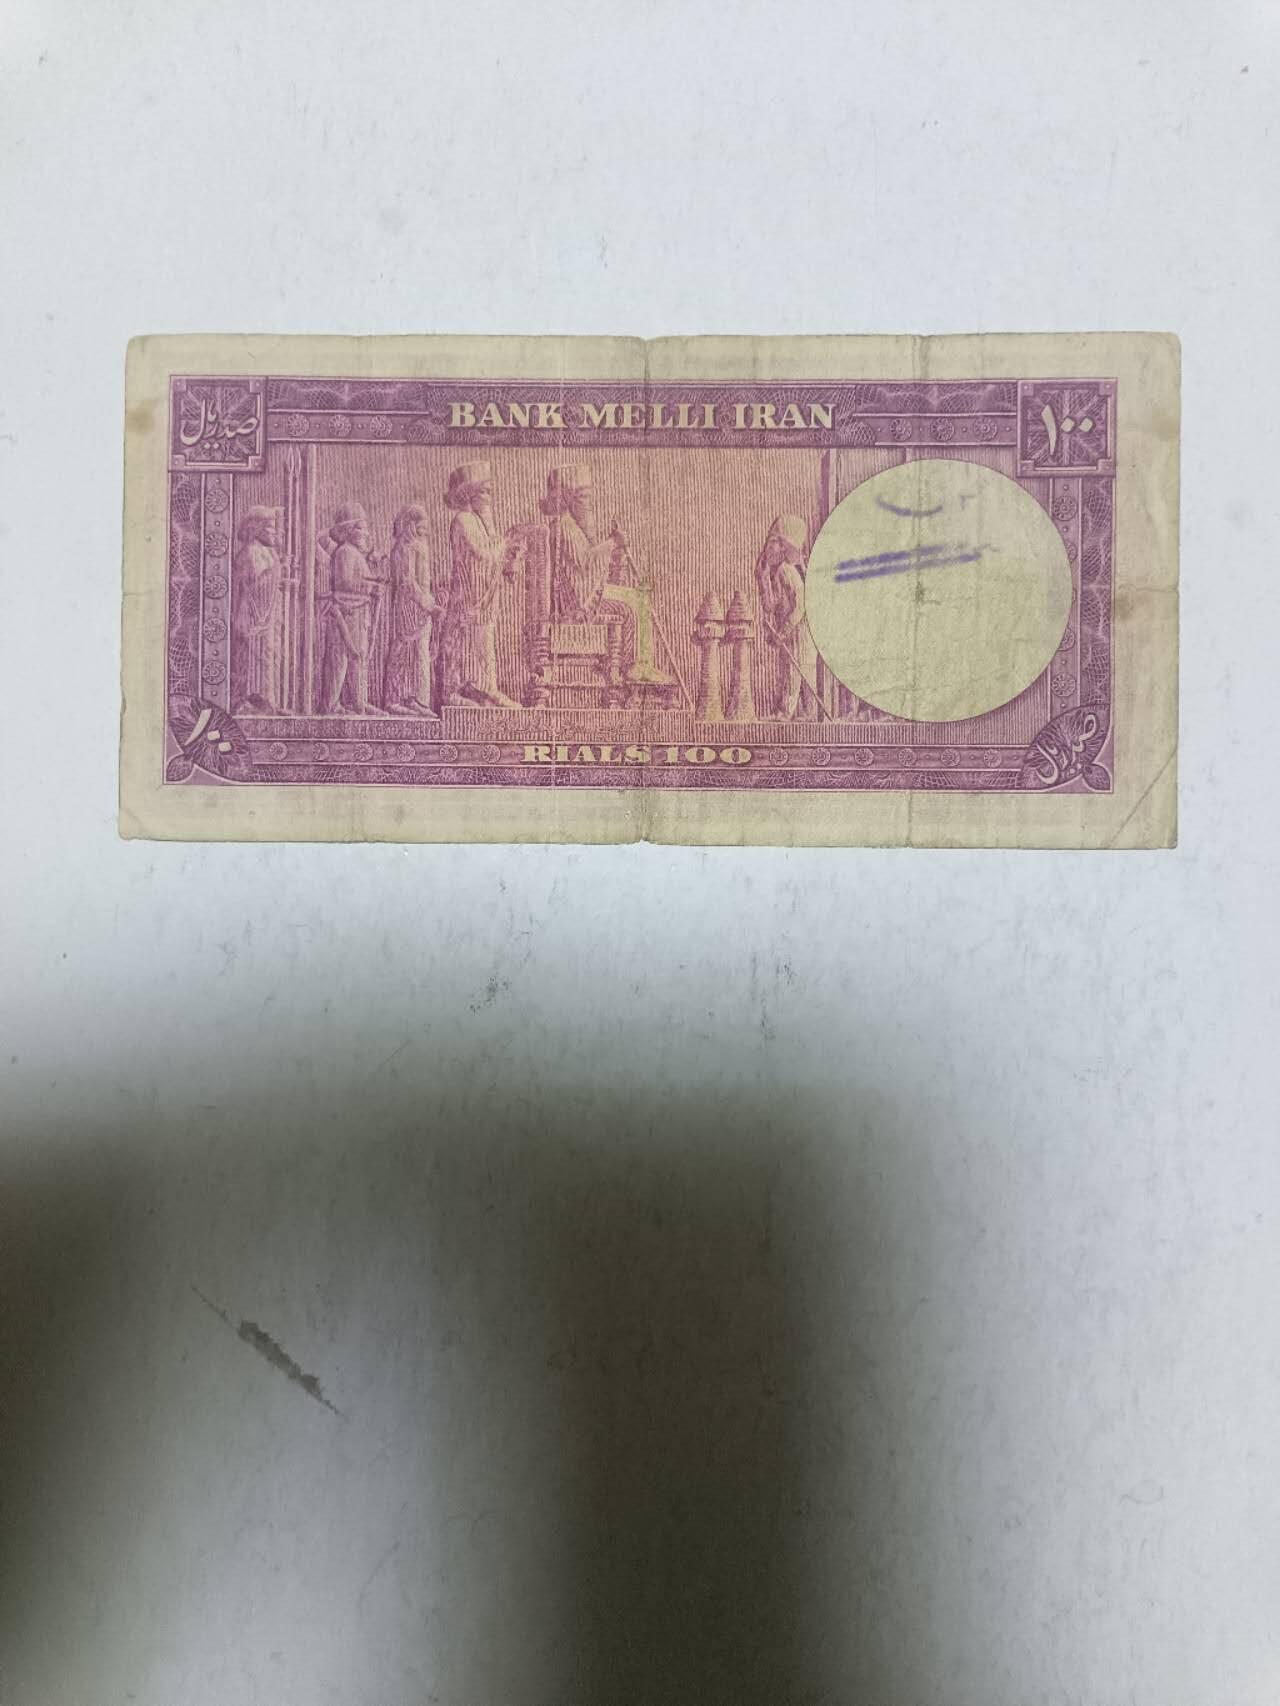 صد ریال BANK MELLI IRAN ۱۰۰
۱۰۰ RIALS 100 صد ریال